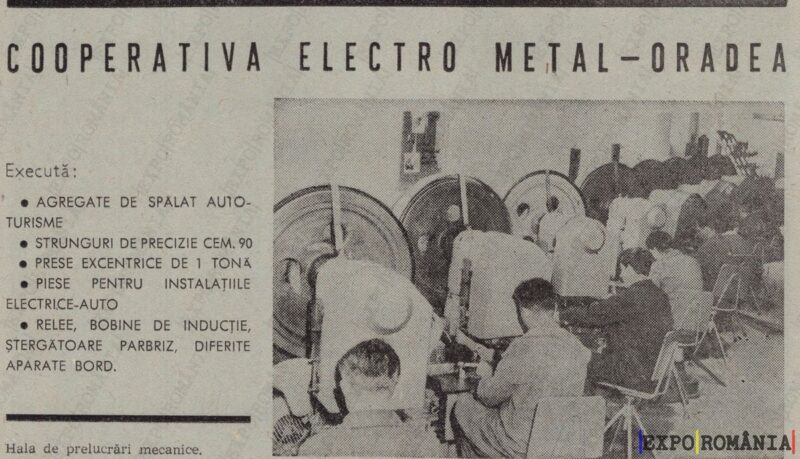 COOPERATIVA ELECTRO METAL—ORADEA
Execută:
● AGREGATE DE SPĂLAT AUTO-
TURISME
● STRUNGURI DE PRECIZIE CEM. 90
● PRESE EXCENTRICE DE 1 TONĂ
● PIESE PENTRU INSTALAȚIILE
ELECTRICE-AUTO
● RELEE, BOBINE DE INDUCȚIE,
ȘTERGĂTOARE PARBRIZ, DIFERITE
APARATE BORD.
Hala de prelucrări mecanice.
EXPO|ROMÂNIA